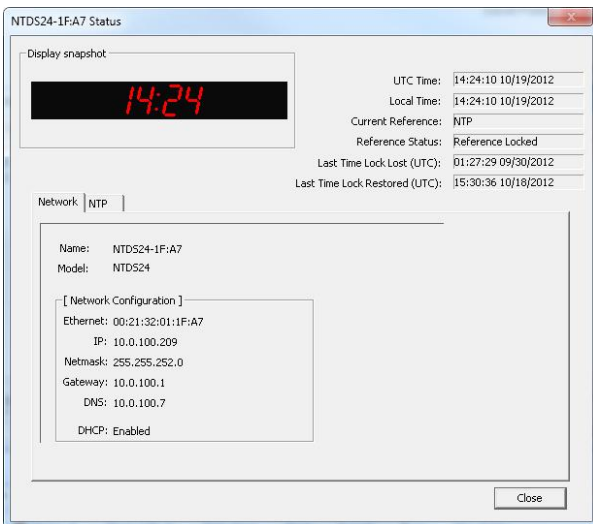 NTDS24-1F:A7 Status
Display snapshot
14:24
UTC Time: 14:24:10 10/19/2012
Local Time: 14:24:10 10/19/2012
Current Reference: NTP
Reference Status: Reference Locked
Last Time Lock Lost (UTC): 01:27:29 09/30/2012
Last Time Lock Restored (UTC): 15:30:36 10/18/2012
Network NTP
Name: NTDS24-1F:A7
Model: NTDS24
[ Network Configuration ]
Ethernet: 00:21:32:01:1F:A7
IP: 10.0.100.209
Netmask: 255.255.252.0
Gateway: 10.0.100.1
DNS: 10.0.100.7
DHCP: Enabled
Close